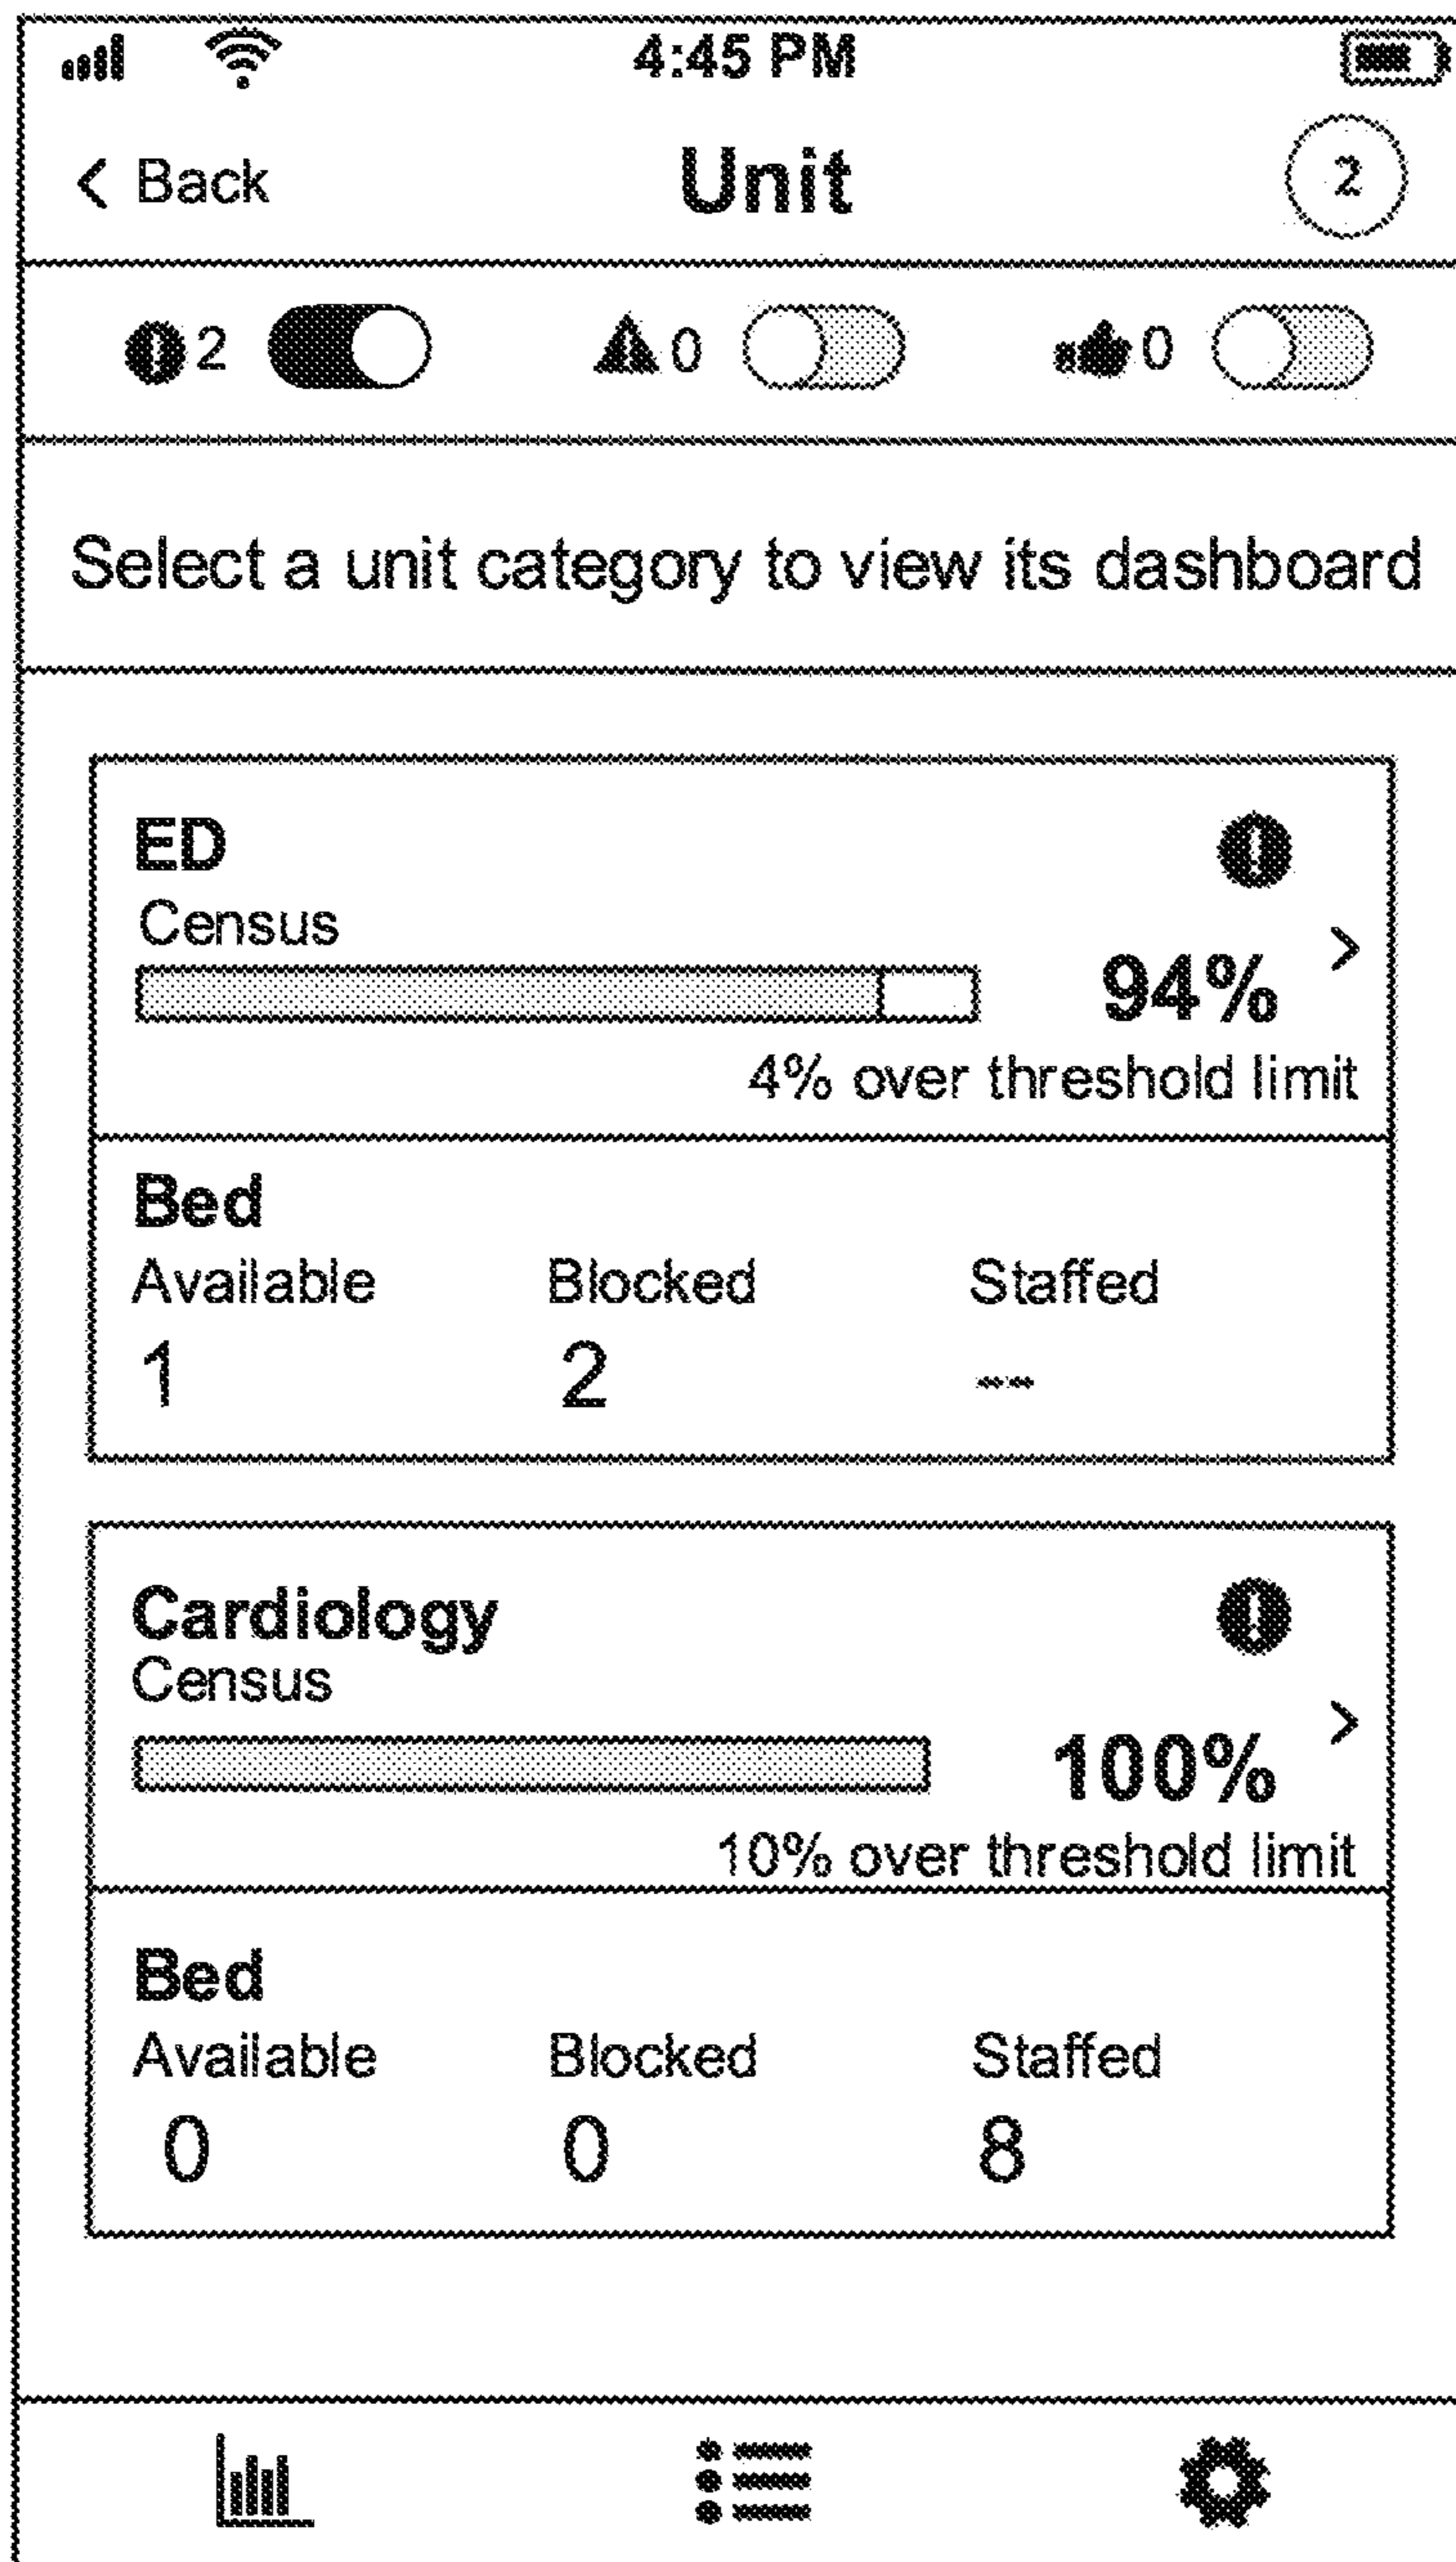 4:45 PM
< Back Unit 2
2 0 0
Select a unit category to view its dashboard
ED
Census
94% >
4% over threshold limit
Bed
Available Blocked Staffed
1 2 --
Cardiology
Census
100% >
10% over threshold limit
Bed
Available Blocked Staffed
0 0 8